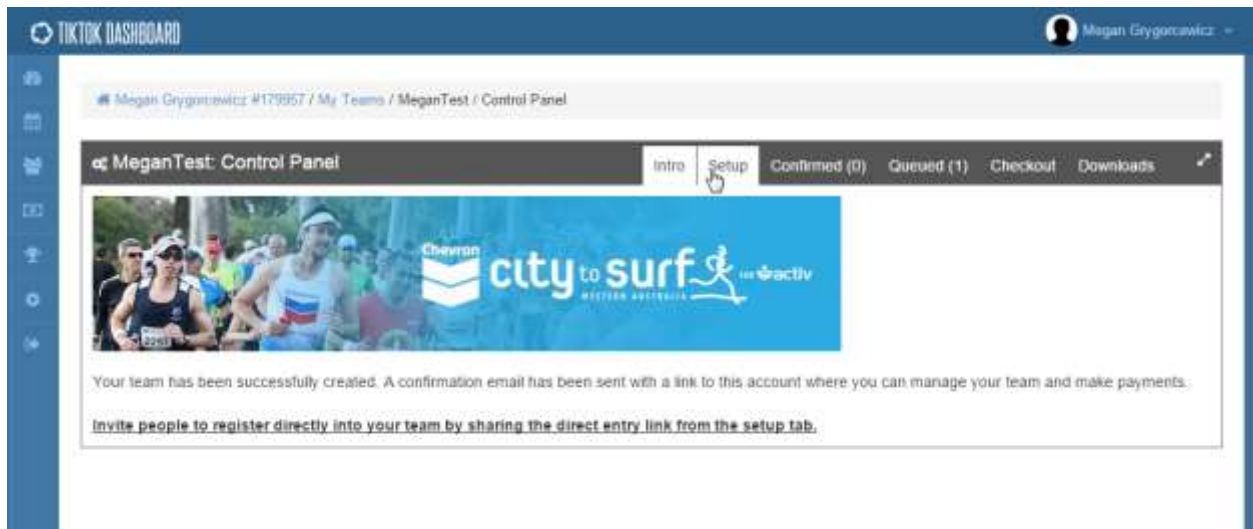 TIKTOK DASHBOARD
Megan Grygorcewicz
Megan Grygorcewicz #179957 / My Teams / MeganTest / Control Panel
MeganTest: Control Panel
Intro Setup Confirmed (0) Queued (1) Checkout Downloads
Chevron
city to surf for activ
WESTERN AUSTRALIA
Your team has been successfully created. A confirmation email has been sent with a link to this account where you can manage your team and make payments.
Invite people to register directly into your team by sharing the direct entry link from the setup tab.